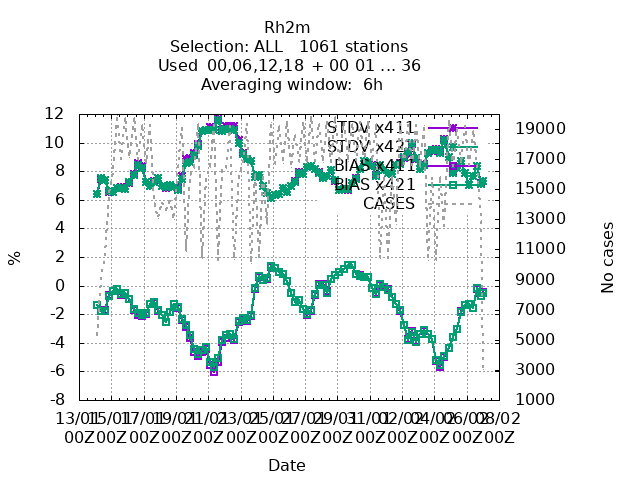 Rh2m
Selection: ALL   1061 stations
Used  00,06,12,18  + 00 01 ... 36
Averaging window:  6h
12
10
8
6
4
2
0
-2
-4
-6
-8
%
STDV x411
STDV x421
BIAS x411
BIAS x421
CASES
19000
17000
15000
13000
11000
9000
7000
5000
3000
1000
No cases
13/01 15/01 17/01 19/01 21/01 23/01 25/01 27/01 29/01 31/01 02/02 04/02 06/02 08/02
00Z 00Z 00Z 00Z 00Z 00Z 00Z 00Z 00Z 00Z 00Z 00Z 00Z 00Z
Date